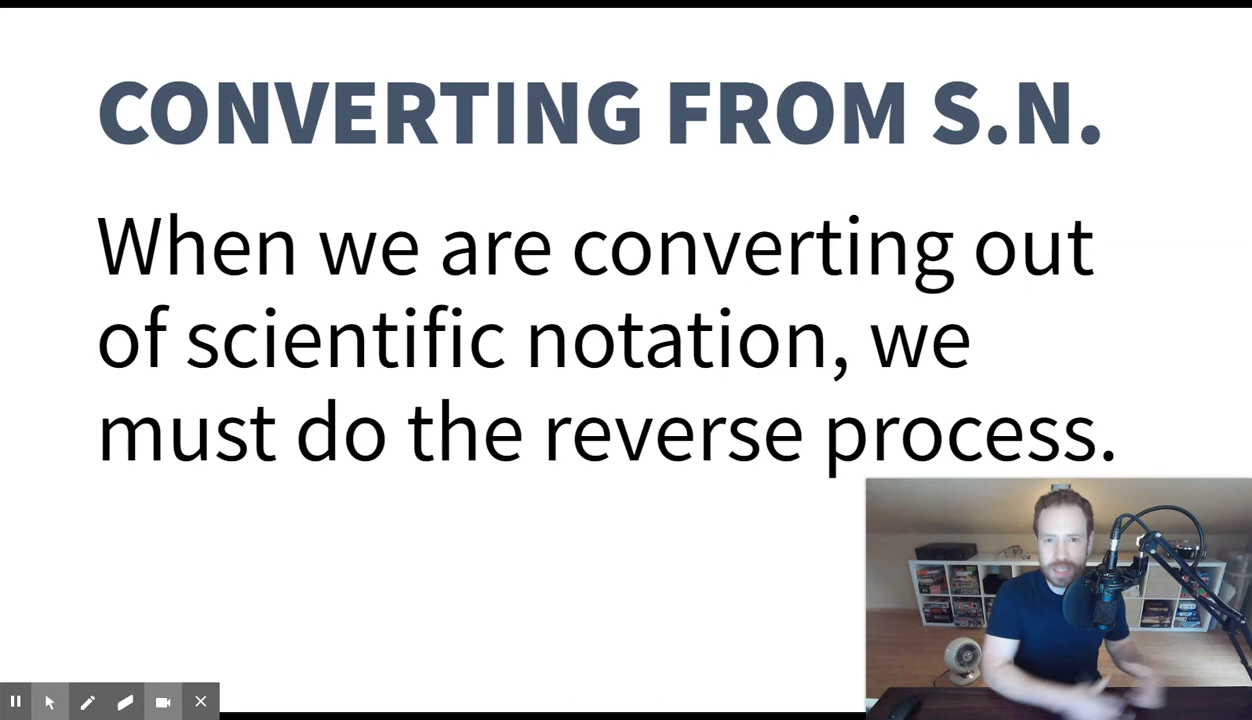 CONVERTING FROM S.N.
When we are converting out
of scientific notation, we
must do the reverse process.